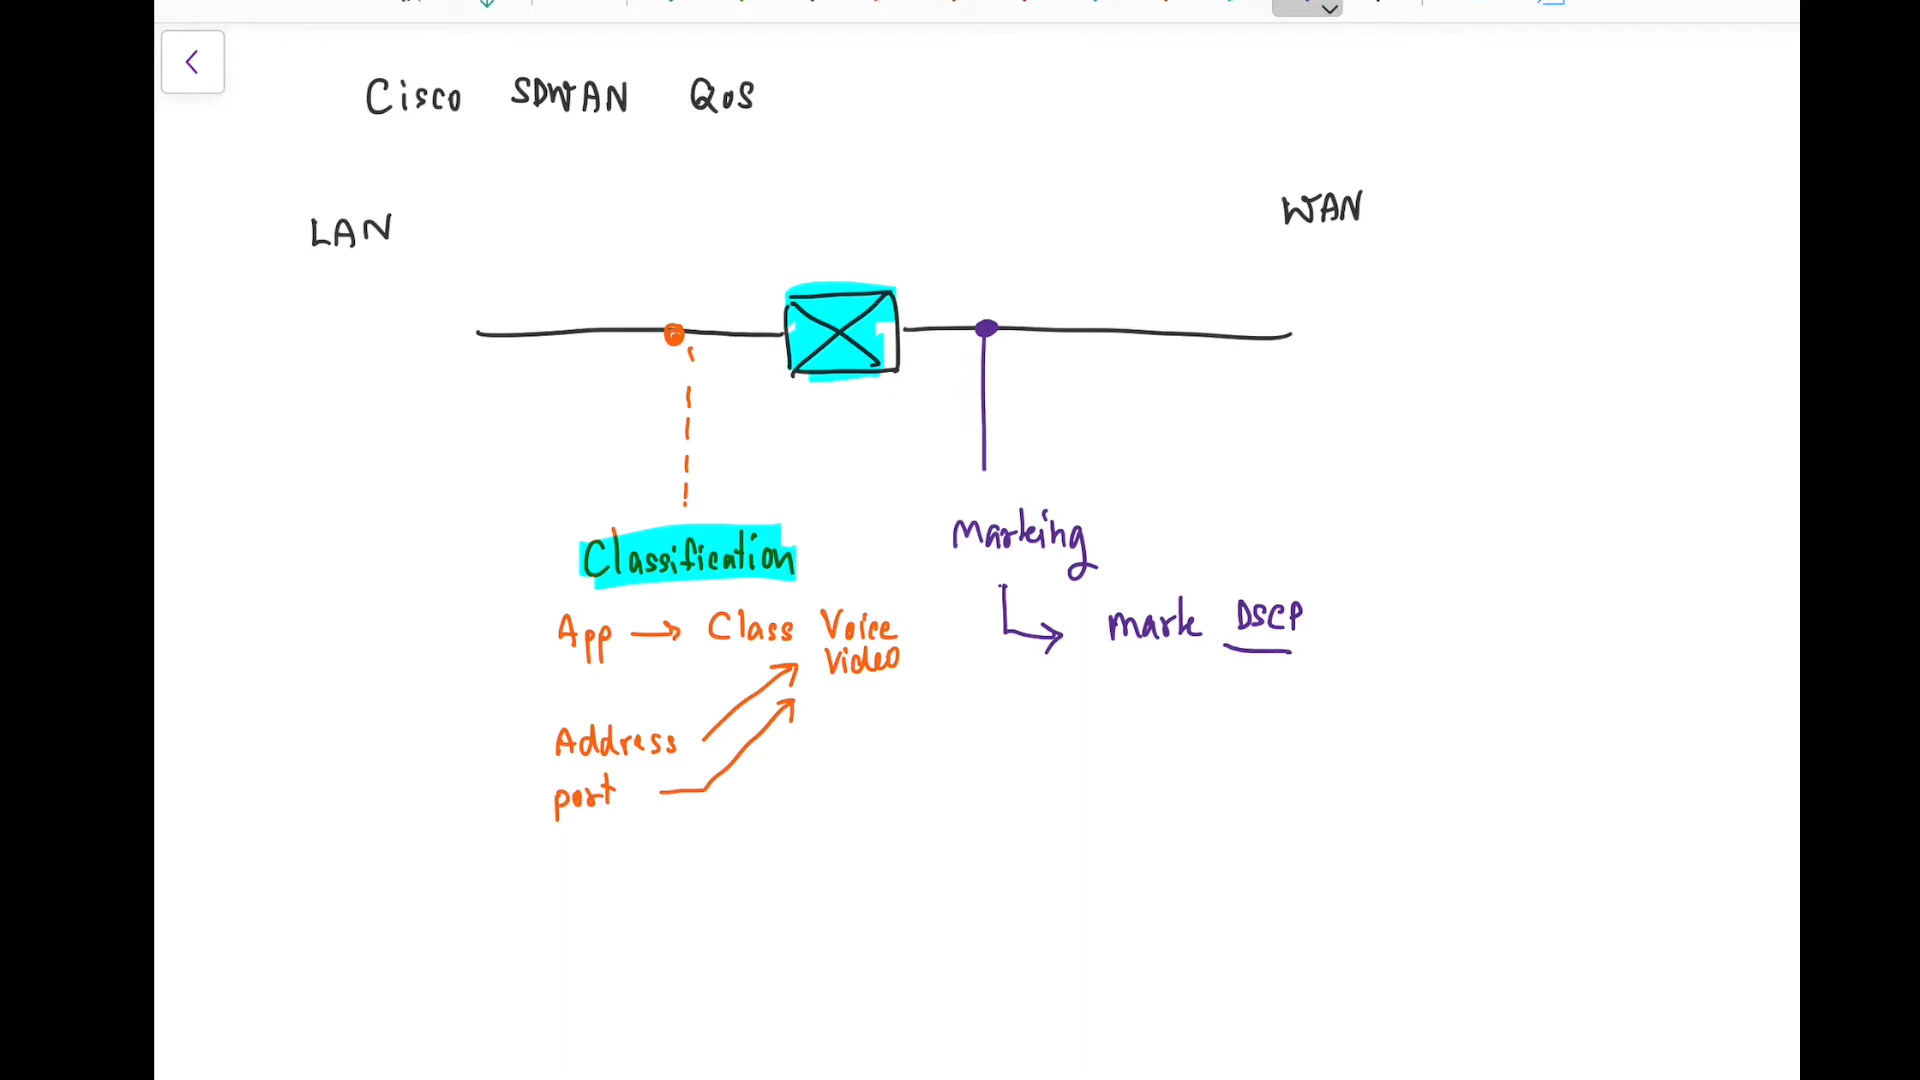 Cisco SDWAN QoS
LAN
WAN
Classification
Marking
App → Class Voice
Video
mark DSCP
Address
port